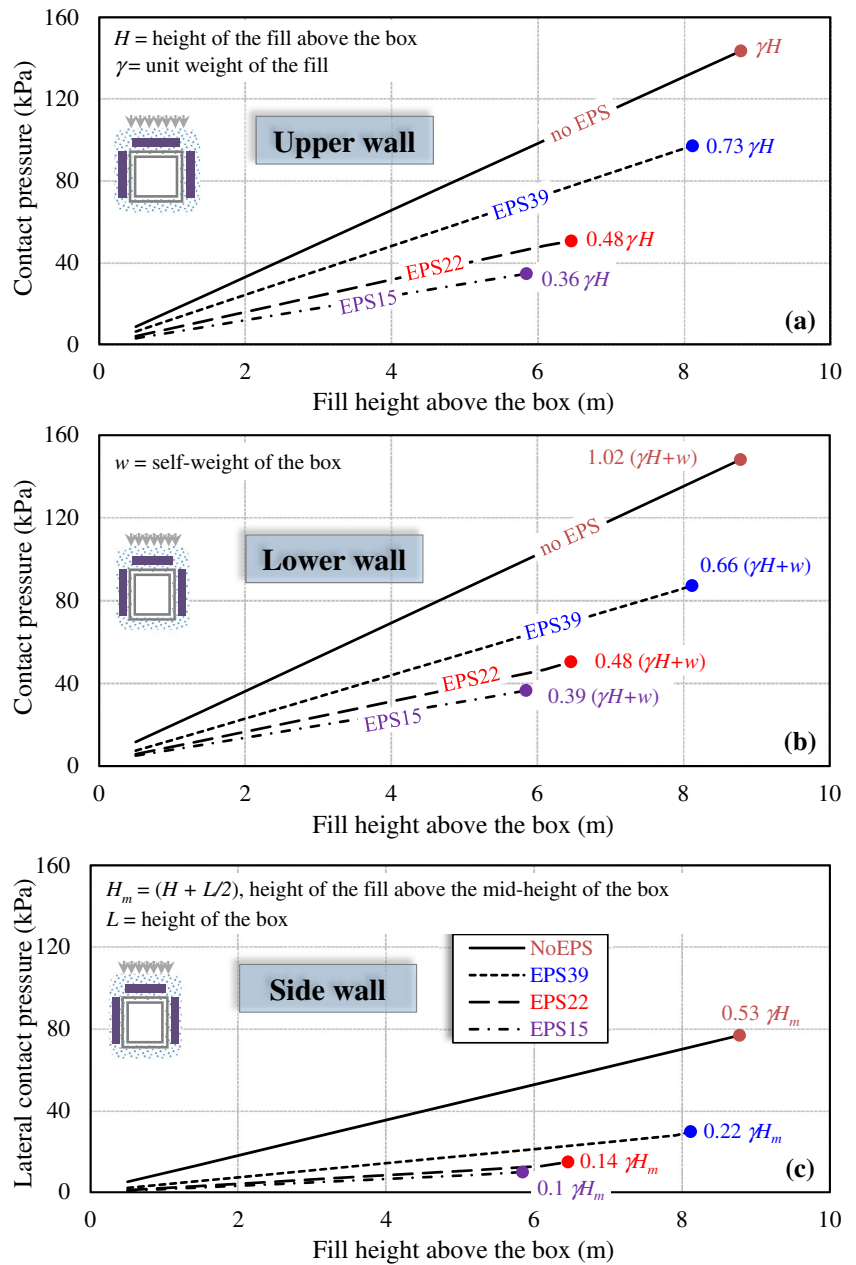 160
120
80
40
0
Contact pressure (kPa)
H = height of the fill above the box
γ = unit weight of the fill
Upper wall
no EPS
γH
EPS39
0.73 γH
EPS22
0.48 γH
EPS15
0.36 γH
(a)
0 2 4 6 8 10
Fill height above the box (m)
160
120
80
40
0
Contact pressure (kPa)
w = self-weight of the box
Lower wall
no EPS
1.02 (γH+w)
EPS39
0.66 (γH+w)
EPS22
0.48 (γH+w)
EPS15
0.39 (γH+w)
(b)
0 2 4 6 8 10
Fill height above the box (m)
160
120
80
40
0
Lateral contact pressure (kPa)
Hm = (H + L/2), height of the fill above the mid-height of the box
L = height of the box
Side wall
NoEPS
EPS39
EPS22
EPS15
0.53 γHm
0.22 γHm
0.14 γHm
0.1 γHm
(c)
0 2 4 6 8 10
Fill height above the box (m)